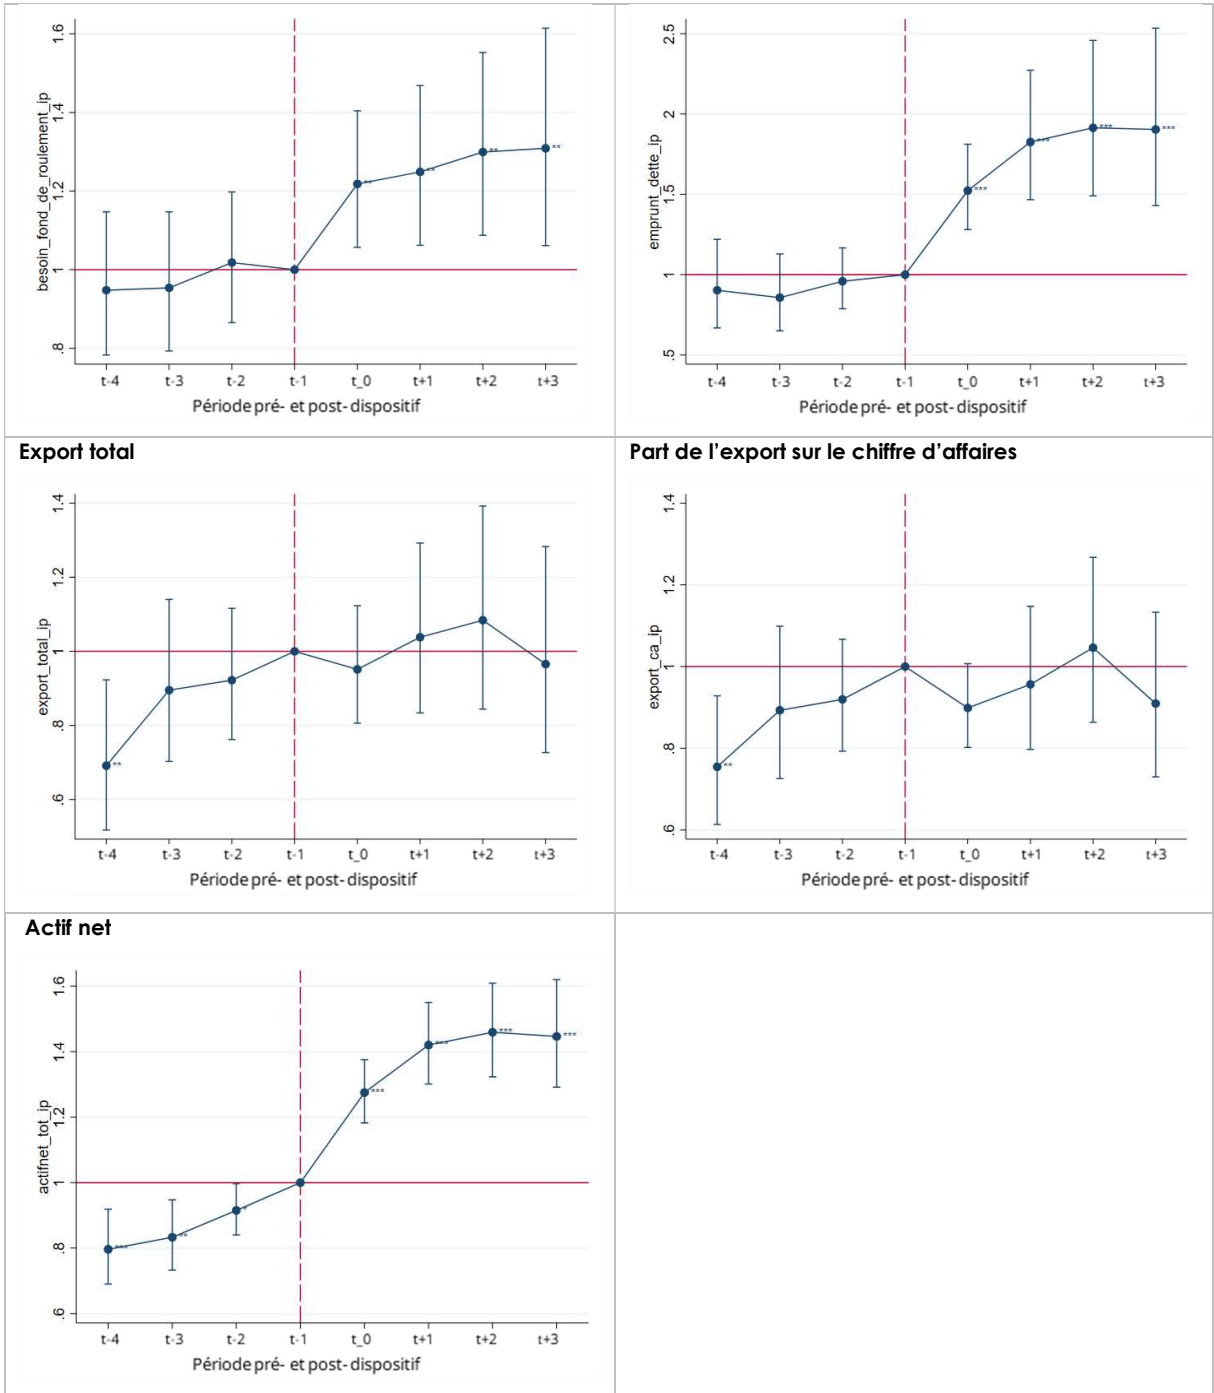 besoin_fond_de_roulement_ip
1.6
1.4
1.2
1
.8
** ** ** **
t-4 t-3 t-2 t-1 t_0 t+1 t+2 t+3
Période pré- et post- dispositif
emprunt_dette_ip
2.5
2
1.5
1
.5
*** *** *** ***
t-4 t-3 t-2 t-1 t_0 t+1 t+2 t+3
Période pré- et post- dispositif
Export total
export_total_ip
1.4
1.2
1
.8
.6
**
t-4 t-3 t-2 t-1 t_0 t+1 t+2 t+3
Période pré- et post- dispositif
Part de l’export sur le chiffre d’affaires
export_ca_ip
1.4
1.2
1
.8
.6
**
t-4 t-3 t-2 t-1 t_0 t+1 t+2 t+3
Période pré- et post- dispositif
Actif net
actifnet_tot_ip
1.6
1.4
1.2
1
.8
.6
*** ** * *** *** *** ***
t-4 t-3 t-2 t-1 t_0 t+1 t+2 t+3
Période pré- et post- dispositif